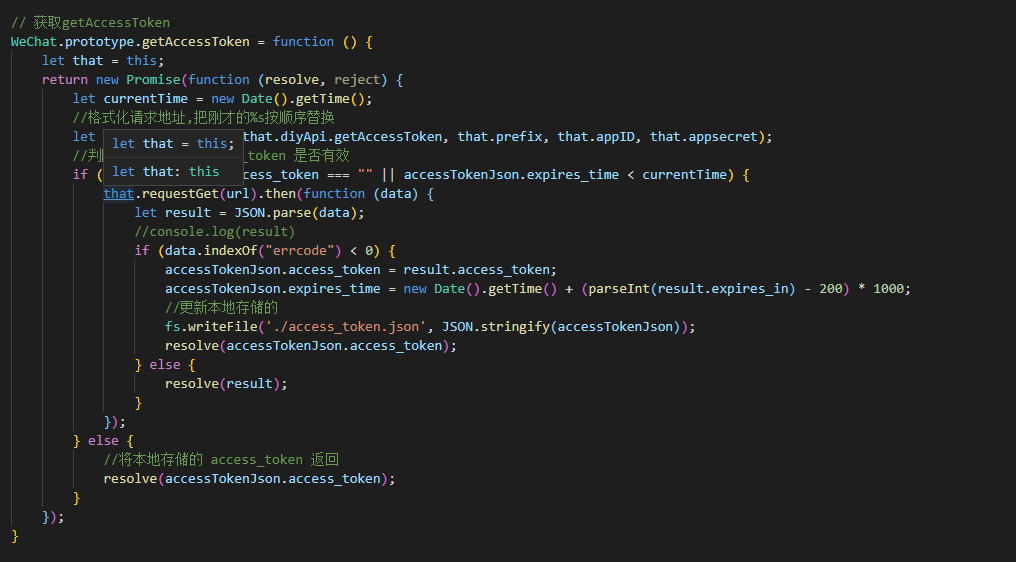 // 获取getAccessToken
WeChat.prototype.getAccessToken = function () {
let that = this;
return new Promise(function (resolve, reject) {
let currentTime = new Date().getTime();
//格式化请求地址,把刚才的%s按顺序替换
let that.diyApi.getAccessToken, that.prefix, that.appID, that.appsecret);
let that = this;
//判 _token 是否有效
let that: this
if ( cess_token === "" || accessTokenJson.expires_time < currentTime) {
that.requestGet(url).then(function (data) {
let result = JSON.parse(data);
//console.log(result)
if (data.indexOf("errcode") < 0) {
accessTokenJson.access_token = result.access_token;
accessTokenJson.expires_time = new Date().getTime() + (parseInt(result.expires_in) - 200) * 1000;
//更新本地存储的
fs.writeFile('./access_token.json', JSON.stringify(accessTokenJson));
resolve(accessTokenJson.access_token);
} else {
resolve(result);
}
});
} else {
//将本地存储的 access_token 返回
resolve(accessTokenJson.access_token);
}
});
}